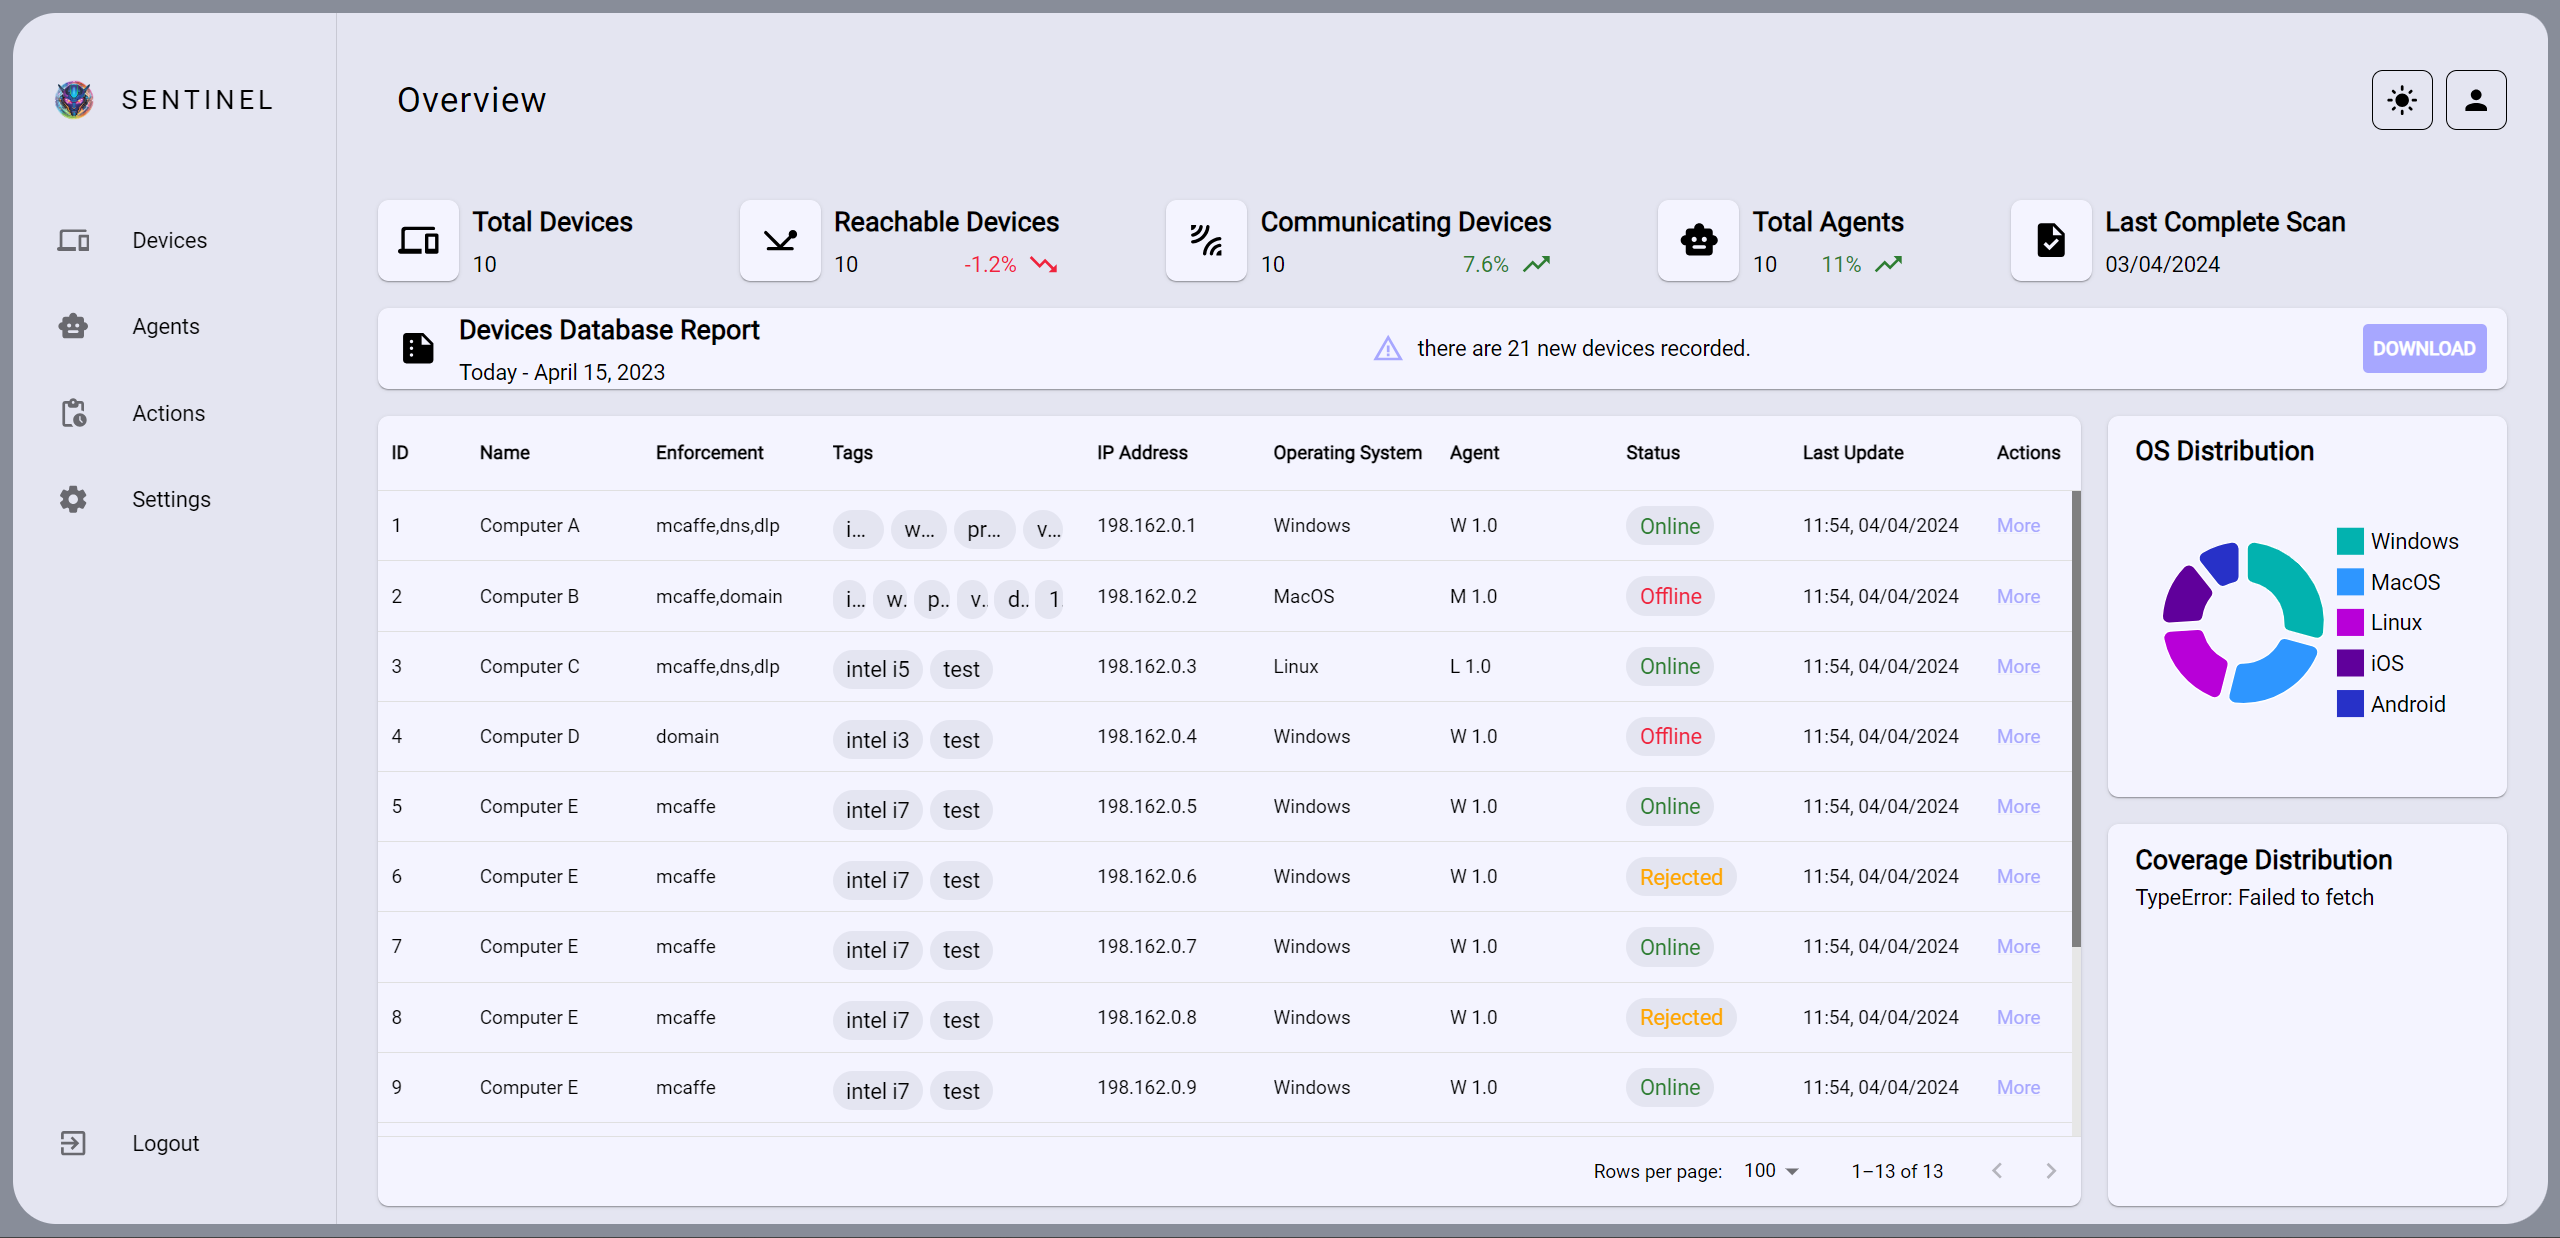 SENTINEL
Overview
Devices
Agents
Actions
Settings
Logout
Total Devices
10
Reachable Devices
10 -1.2%
Communicating Devices
10 7.6%
Total Agents
10 11%
Last Complete Scan
03/04/2024
Devices Database Report
Today - April 15, 2023
there are 21 new devices recorded.
DOWNLOAD
ID Name Enforcement Tags IP Address Operating System Agent Status Last Update Actions
1 Computer A mcaffe,dns,dlp i... w... pr... v... 198.162.0.1 Windows W 1.0 Online 11:54, 04/04/2024 More
2 Computer B mcaffe,domain i... w. p.. v. d.. 1 198.162.0.2 MacOS M 1.0 Offline 11:54, 04/04/2024 More
3 Computer C mcaffe,dns,dlp intel i5 test 198.162.0.3 Linux L 1.0 Online 11:54, 04/04/2024 More
4 Computer D domain intel i3 test 198.162.0.4 Windows W 1.0 Offline 11:54, 04/04/2024 More
5 Computer E mcaffe intel i7 test 198.162.0.5 Windows W 1.0 Online 11:54, 04/04/2024 More
6 Computer E mcaffe intel i7 test 198.162.0.6 Windows W 1.0 Rejected 11:54, 04/04/2024 More
7 Computer E mcaffe intel i7 test 198.162.0.7 Windows W 1.0 Online 11:54, 04/04/2024 More
8 Computer E mcaffe intel i7 test 198.162.0.8 Windows W 1.0 Rejected 11:54, 04/04/2024 More
9 Computer E mcaffe intel i7 test 198.162.0.9 Windows W 1.0 Online 11:54, 04/04/2024 More
Rows per page: 100 1–13 of 13
OS Distribution
Windows
MacOS
Linux
iOS
Android
Coverage Distribution
TypeError: Failed to fetch